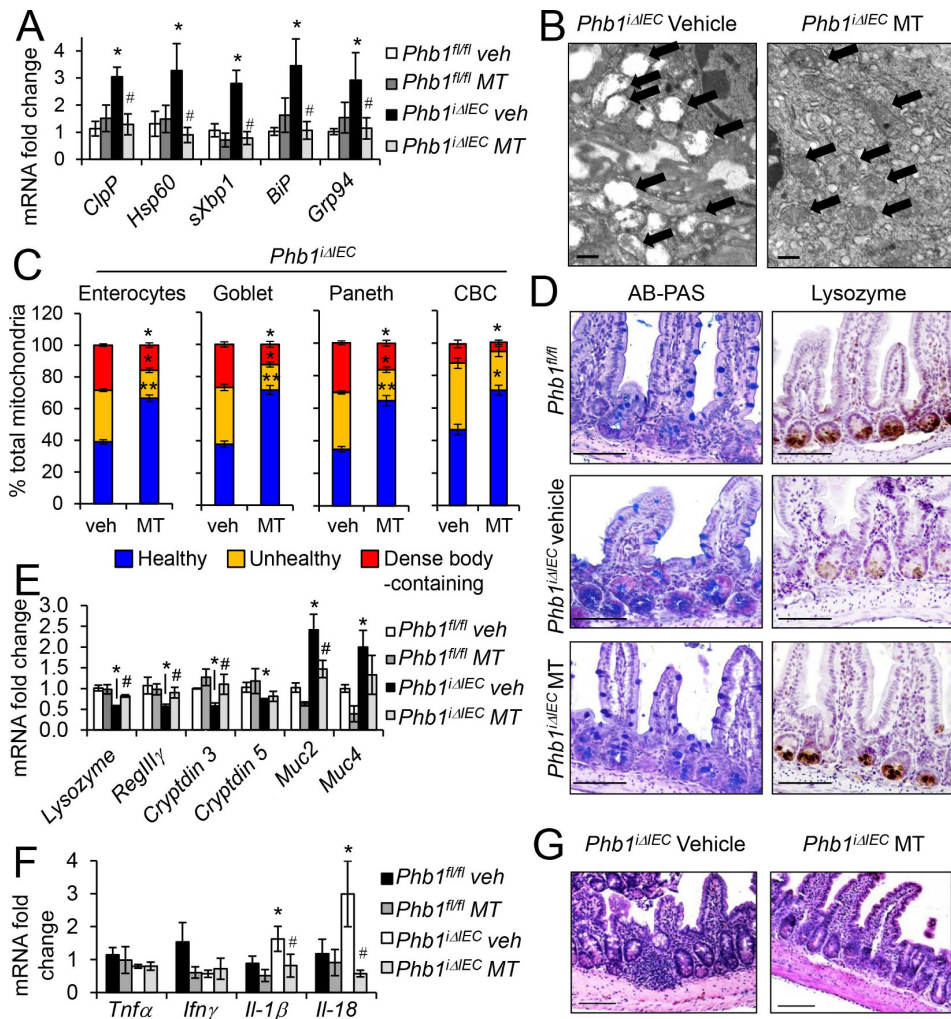 A
mRNA fold change
4
3
2
1
0
* * * * *
# # # # #
ClpP Hsp60 sXbp1 BiP Grp94
Phb1fl/fl veh
Phb1fl/fl MT
Phb1iΔIEC veh
Phb1iΔIEC MT
B
Phb1iΔIEC Vehicle Phb1iΔIEC MT
C
Phb1iΔIEC
Enterocytes Goblet Paneth CBC
% total mitochondria
120
100
80
60
40
20
0
* * * *
* * *
** ** ** *
veh MT veh MT veh MT veh MT
Healthy Unhealthy Dense body
-containing
D
AB-PAS Lysozyme
Phb1fl/fl
Phb1iΔIEC vehicle
Phb1iΔIEC MT
E
mRNA fold change
3.0
2.5
2.0
1.5
1.0
0.5
0.0
* # * # * # * * # *
Lysozyme RegIIIγ Cryptdin 3 Cryptdin 5 Muc2 Muc4
Phb1fl/fl veh
Phb1fl/fl MT
Phb1iΔIEC veh
Phb1iΔIEC MT
F
mRNA fold
change
4
3
2
1
0
* # * #
Tnfα Ifnγ Il-1β Il-18
Phb1fl/fl veh
Phb1fl/fl MT
Phb1iΔIEC veh
Phb1iΔIEC MT
G
Phb1iΔIEC Vehicle Phb1iΔIEC MT